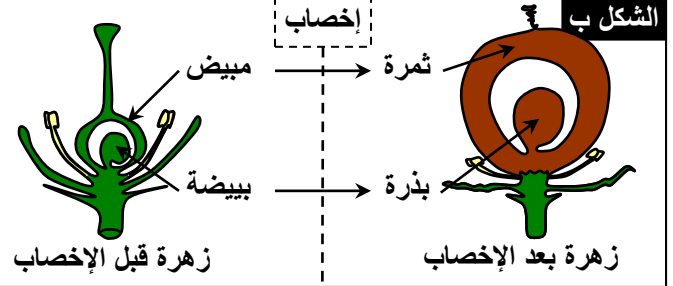 الشكل ب
إخصاب
ثمرة
مبيض
بذرة
بييضة
زهرة بعد الإخصاب
زهرة قبل الإخصاب